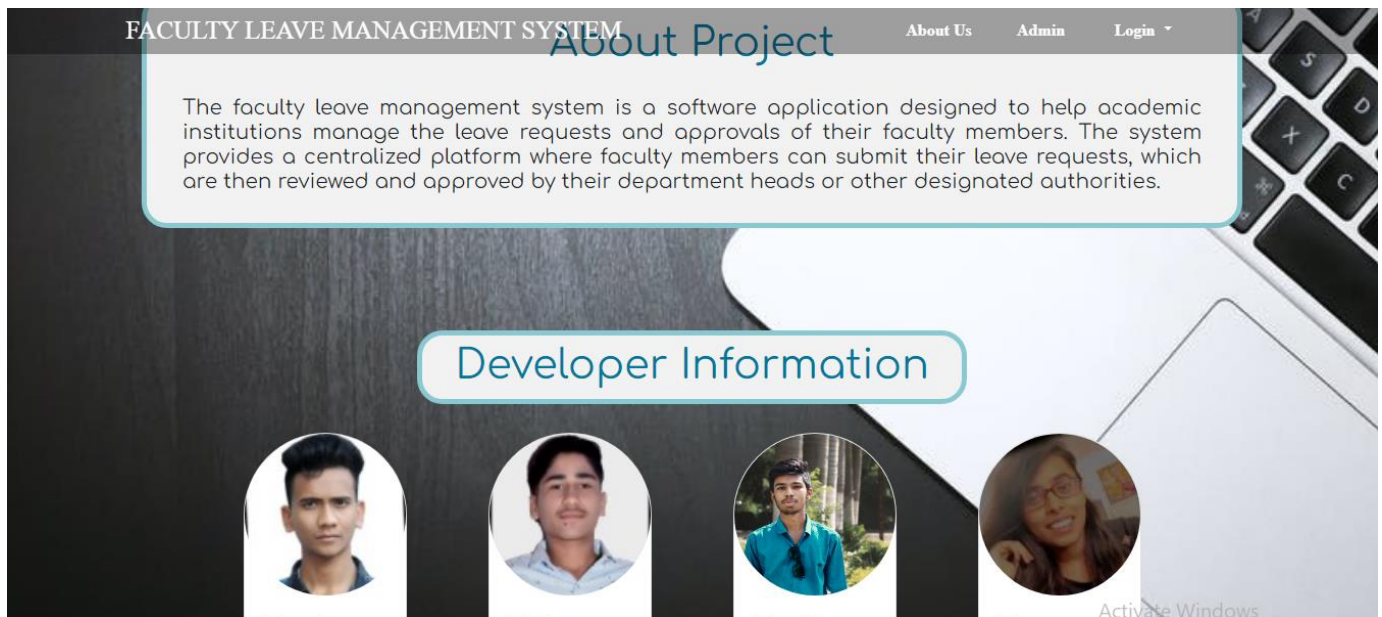 FACULTY LEAVE MANAGEMENT SYSTEM
About Us
Admin
Login
About Project
The faculty leave management system is a software application designed to help academic
institutions manage the leave requests and approvals of their faculty members. The system
provides a centralized platform where faculty members can submit their leave requests, which
are then reviewed and approved by their department heads or other designated authorities.
Developer Information
Activate Windows
A
S
D
X
C
⌘